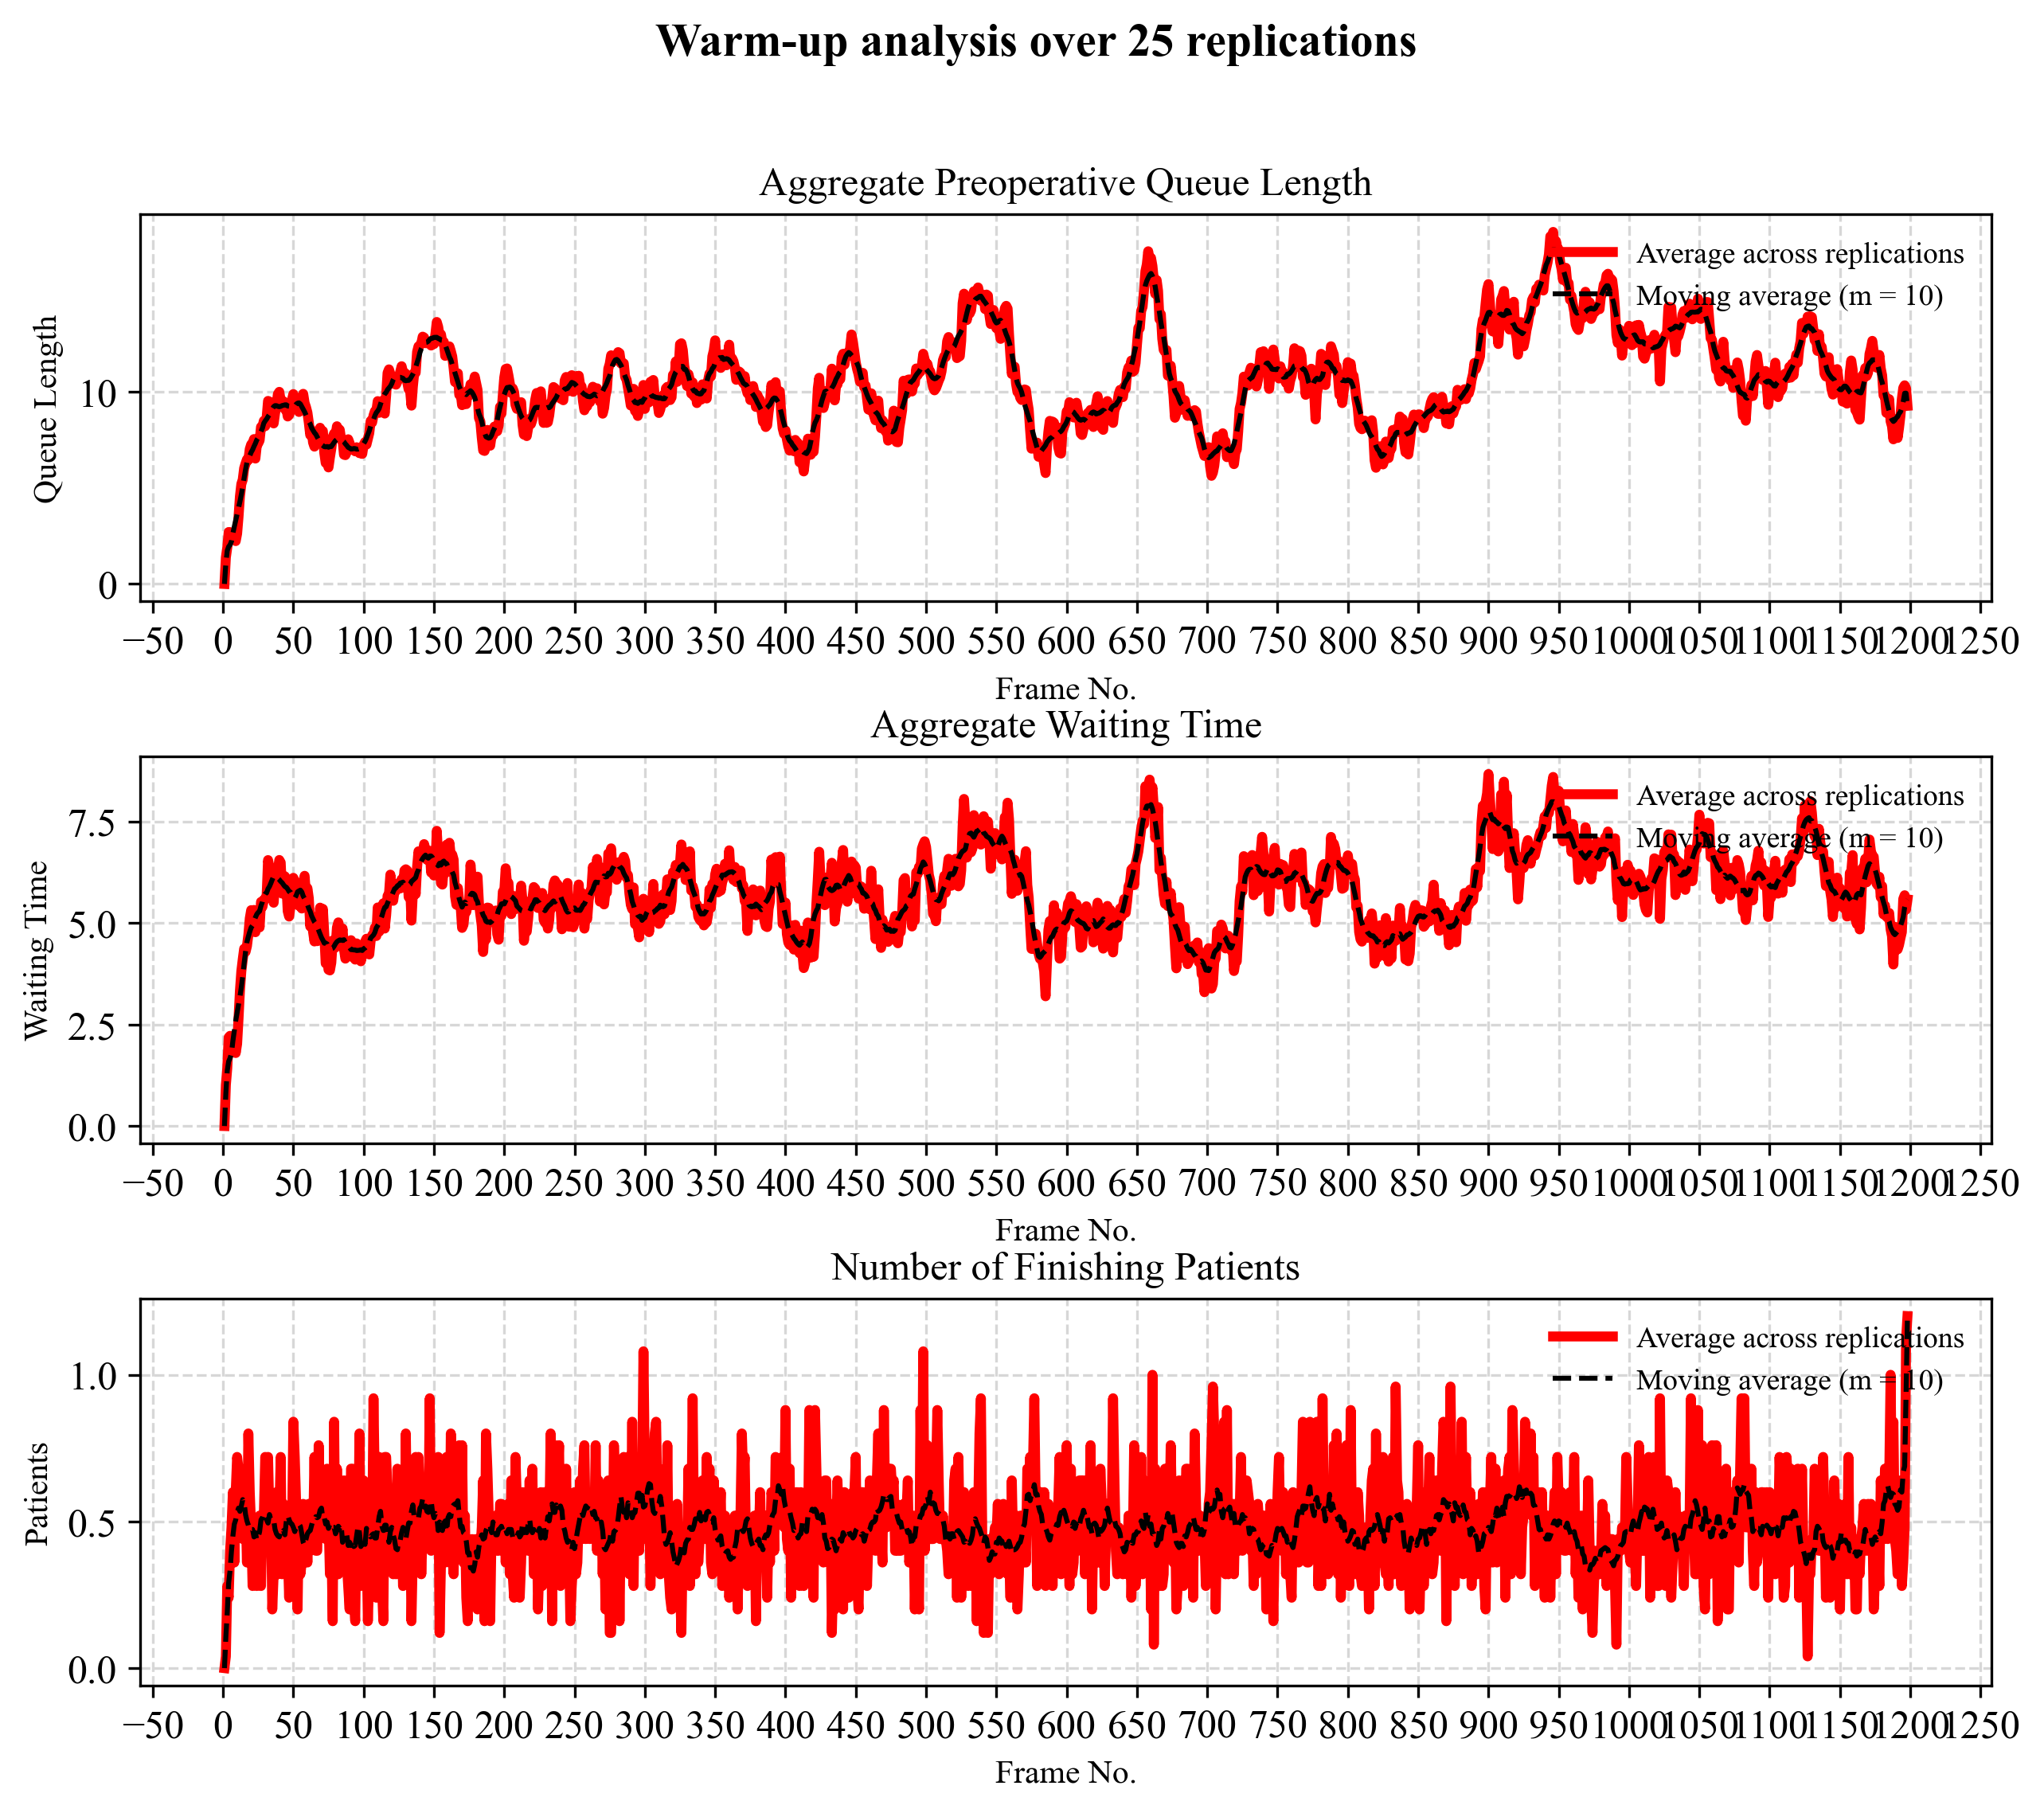 Warm-up analysis over 25 replications
Aggregate Preoperative Queue Length
Average across replications
Moving average (m = 10)
Queue Length
10
0
−50 0 50 100 150 200 250 300 350 400 450 500 550 600 650 700 750 800 850 900 950 1000 1050 1100 1150 1200 1250
Frame No.
Aggregate Waiting Time
Average across replications
Moving average (m = 10)
Waiting Time
7.5
5.0
2.5
0.0
−50 0 50 100 150 200 250 300 350 400 450 500 550 600 650 700 750 800 850 900 950 1000 1050 1100 1150 1200 1250
Frame No.
Number of Finishing Patients
Average across replications
Moving average (m = 10)
Patients
1.0
0.5
0.0
−50 0 50 100 150 200 250 300 350 400 450 500 550 600 650 700 750 800 850 900 950 1000 1050 1100 1150 1200 1250
Frame No.